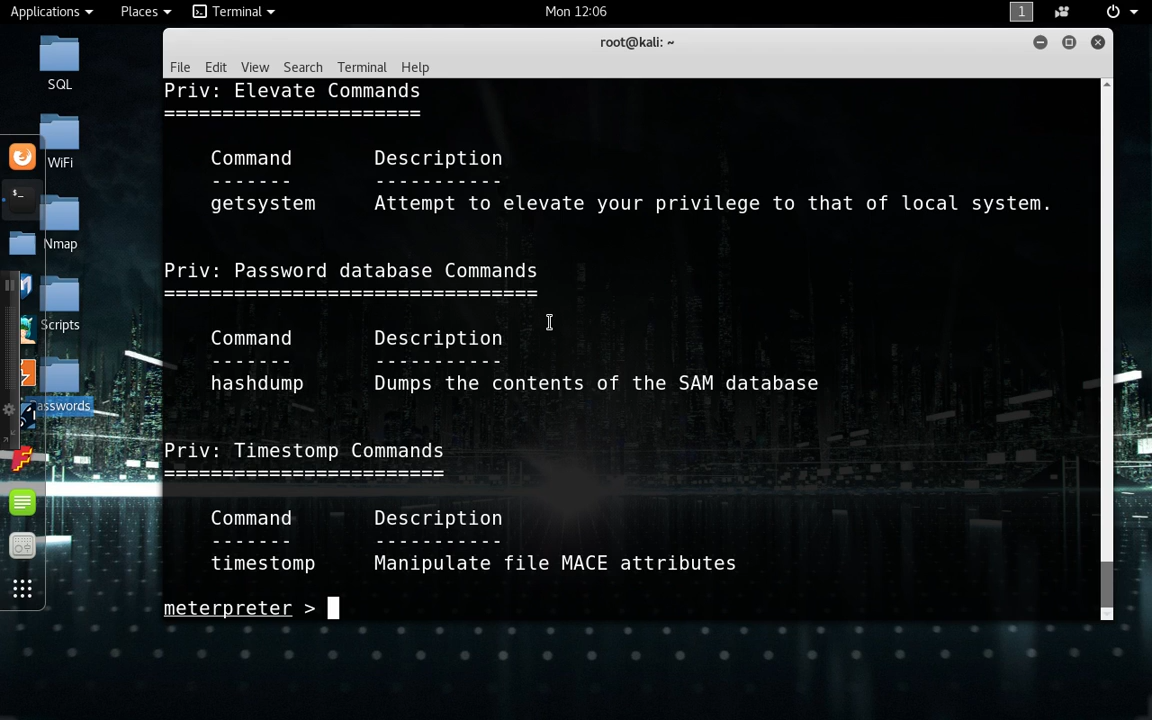 Applications Places Terminal Mon 12:06 1
root@kali: ~
File Edit View Search Terminal Help
SQL
WiFi
Nmap
Scripts
asswords
Priv: Elevate Commands
======================
Command Description
------- -----------
getsystem Attempt to elevate your privilege to that of local system.
Priv: Password database Commands
================================
Command Description
------- -----------
hashdump Dumps the contents of the SAM database
Priv: Timestomp Commands
========================
Command Description
------- -----------
timestomp Manipulate file MACE attributes
meterpreter >